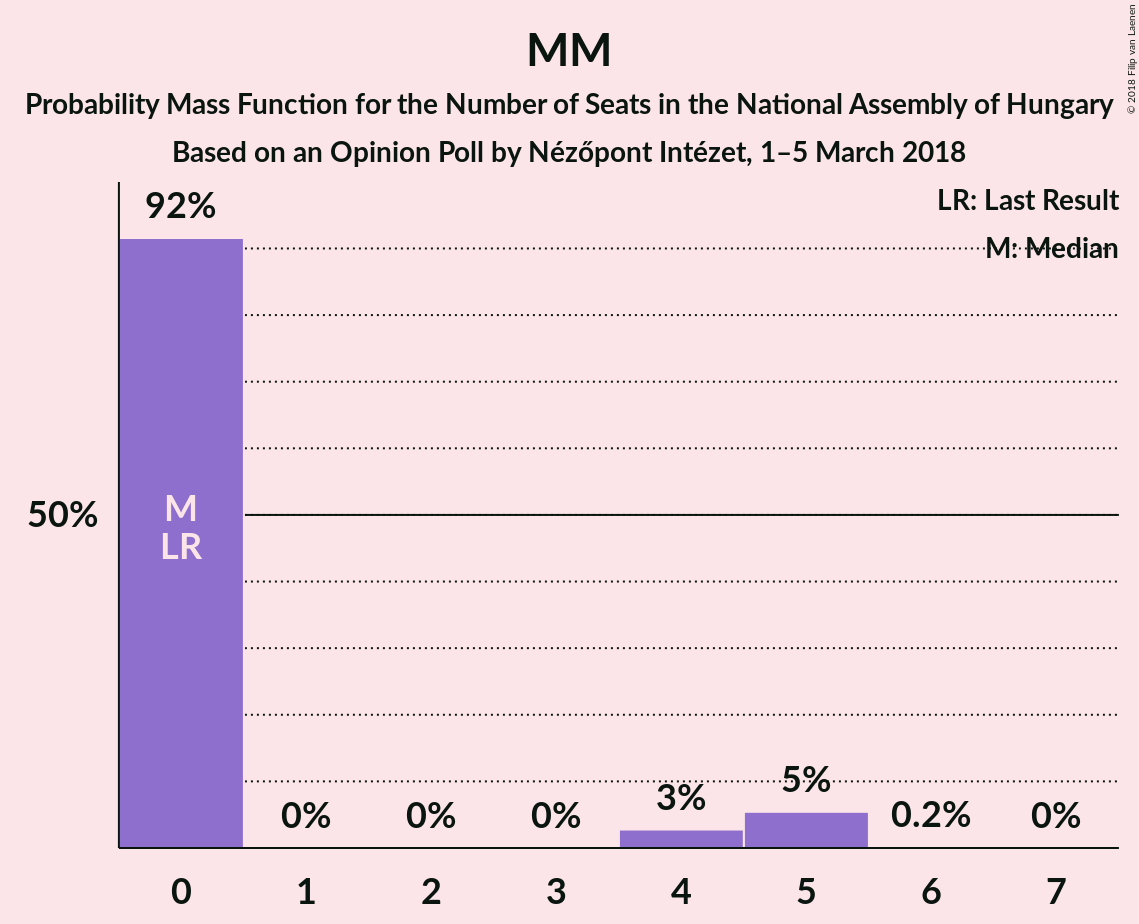 MM
Probability Mass Function for the Number of Seats in the National Assembly of Hungary
Based on an Opinion Poll by Nézőpont Intézet, 1–5 March 2018
© 2018 Filip van Laenen
LR: Last Result
M: Median
92%
50%
M
LR
0%
0%
0%
3%
5%
0.2%
0%
0 1 2 3 4 5 6 7